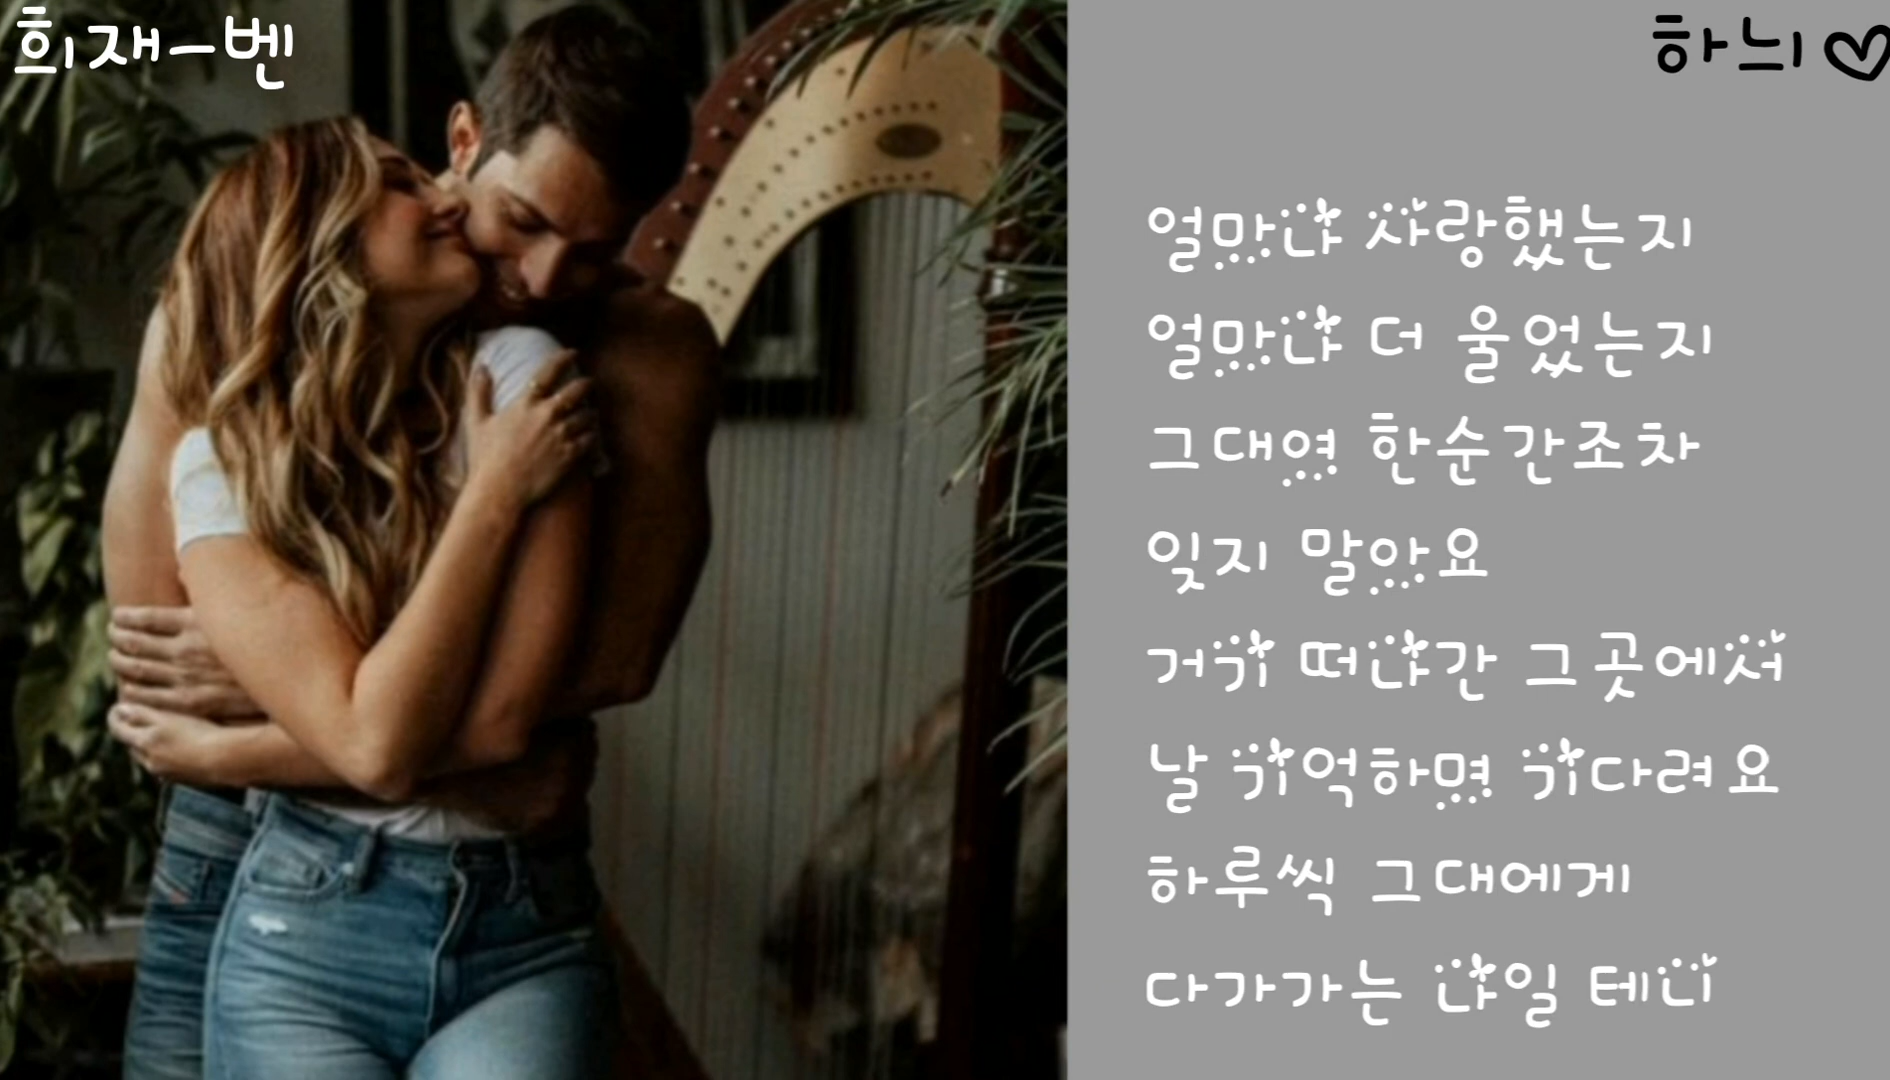 희재-벤
하늬♡
얼마나 사랑했는지
얼마나 더 울었는지
그대여 한순간조차
잊지 말아요
거기 떠나간 그 곳에서
날 기억하며 기다려요
하루씩 그대에게
다가가는 나일 테니